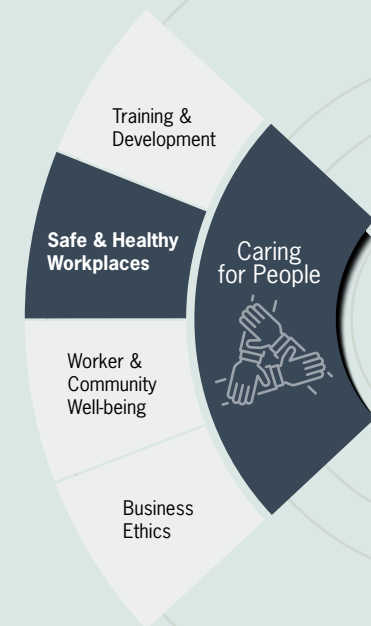 Training &
Development
Safe & Healthy
Workplaces
Caring
for People
Worker &
Community
Well-being
Business
Ethics